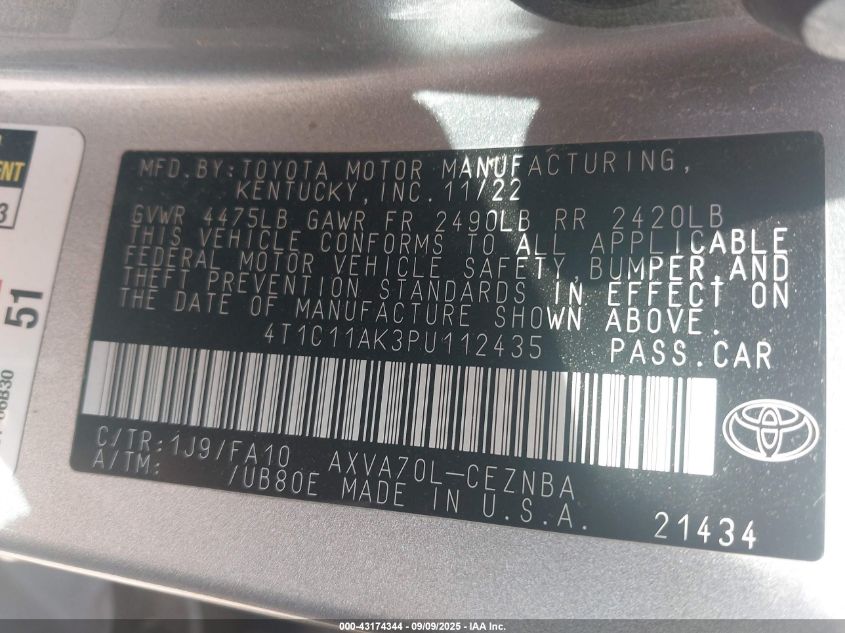 MFD.BY:TOYOTA MOTOR MANUFACTURING,
KENTUCKY,INC. 11/22
GVWR 4475LB GAWR FR 2490LB RR 2420LB
THIS VEHICLE CONFORMS TO ALL APPLICABLE
FEDERAL MOTOR VEHICLE SAFETY,BUMPER,AND
THEFT PREVENTION STANDARDS IN EFFECT ON
THE DATE OF MANUFACTURE SHOWN ABOVE.
4T1C11AK3PU112435 PASS.CAR
C/TR:1J9/FA10 AXVA70L-CEZNBA
A/TM: /UB80E MADE IN U.S.A.
21434
51
000-43174344 - 09/09/2025 - IAA Inc.